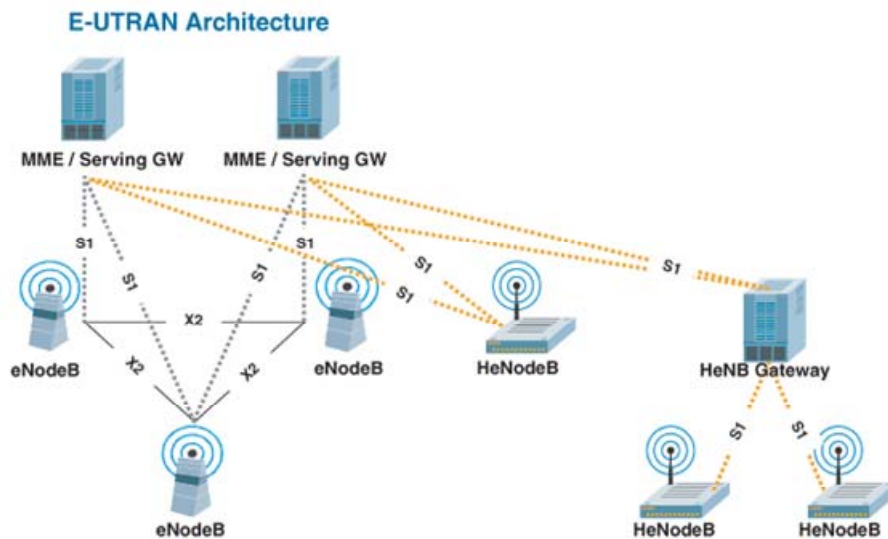 E-UTRAN Architecture
MME / Serving GW
MME / Serving GW
S1
S1
S1
S1
S1
S1
S1
X2
eNodeB
eNodeB
HeNodeB
HeNB Gateway
X2
X2
S1
S1
eNodeB
HeNodeB
HeNodeB